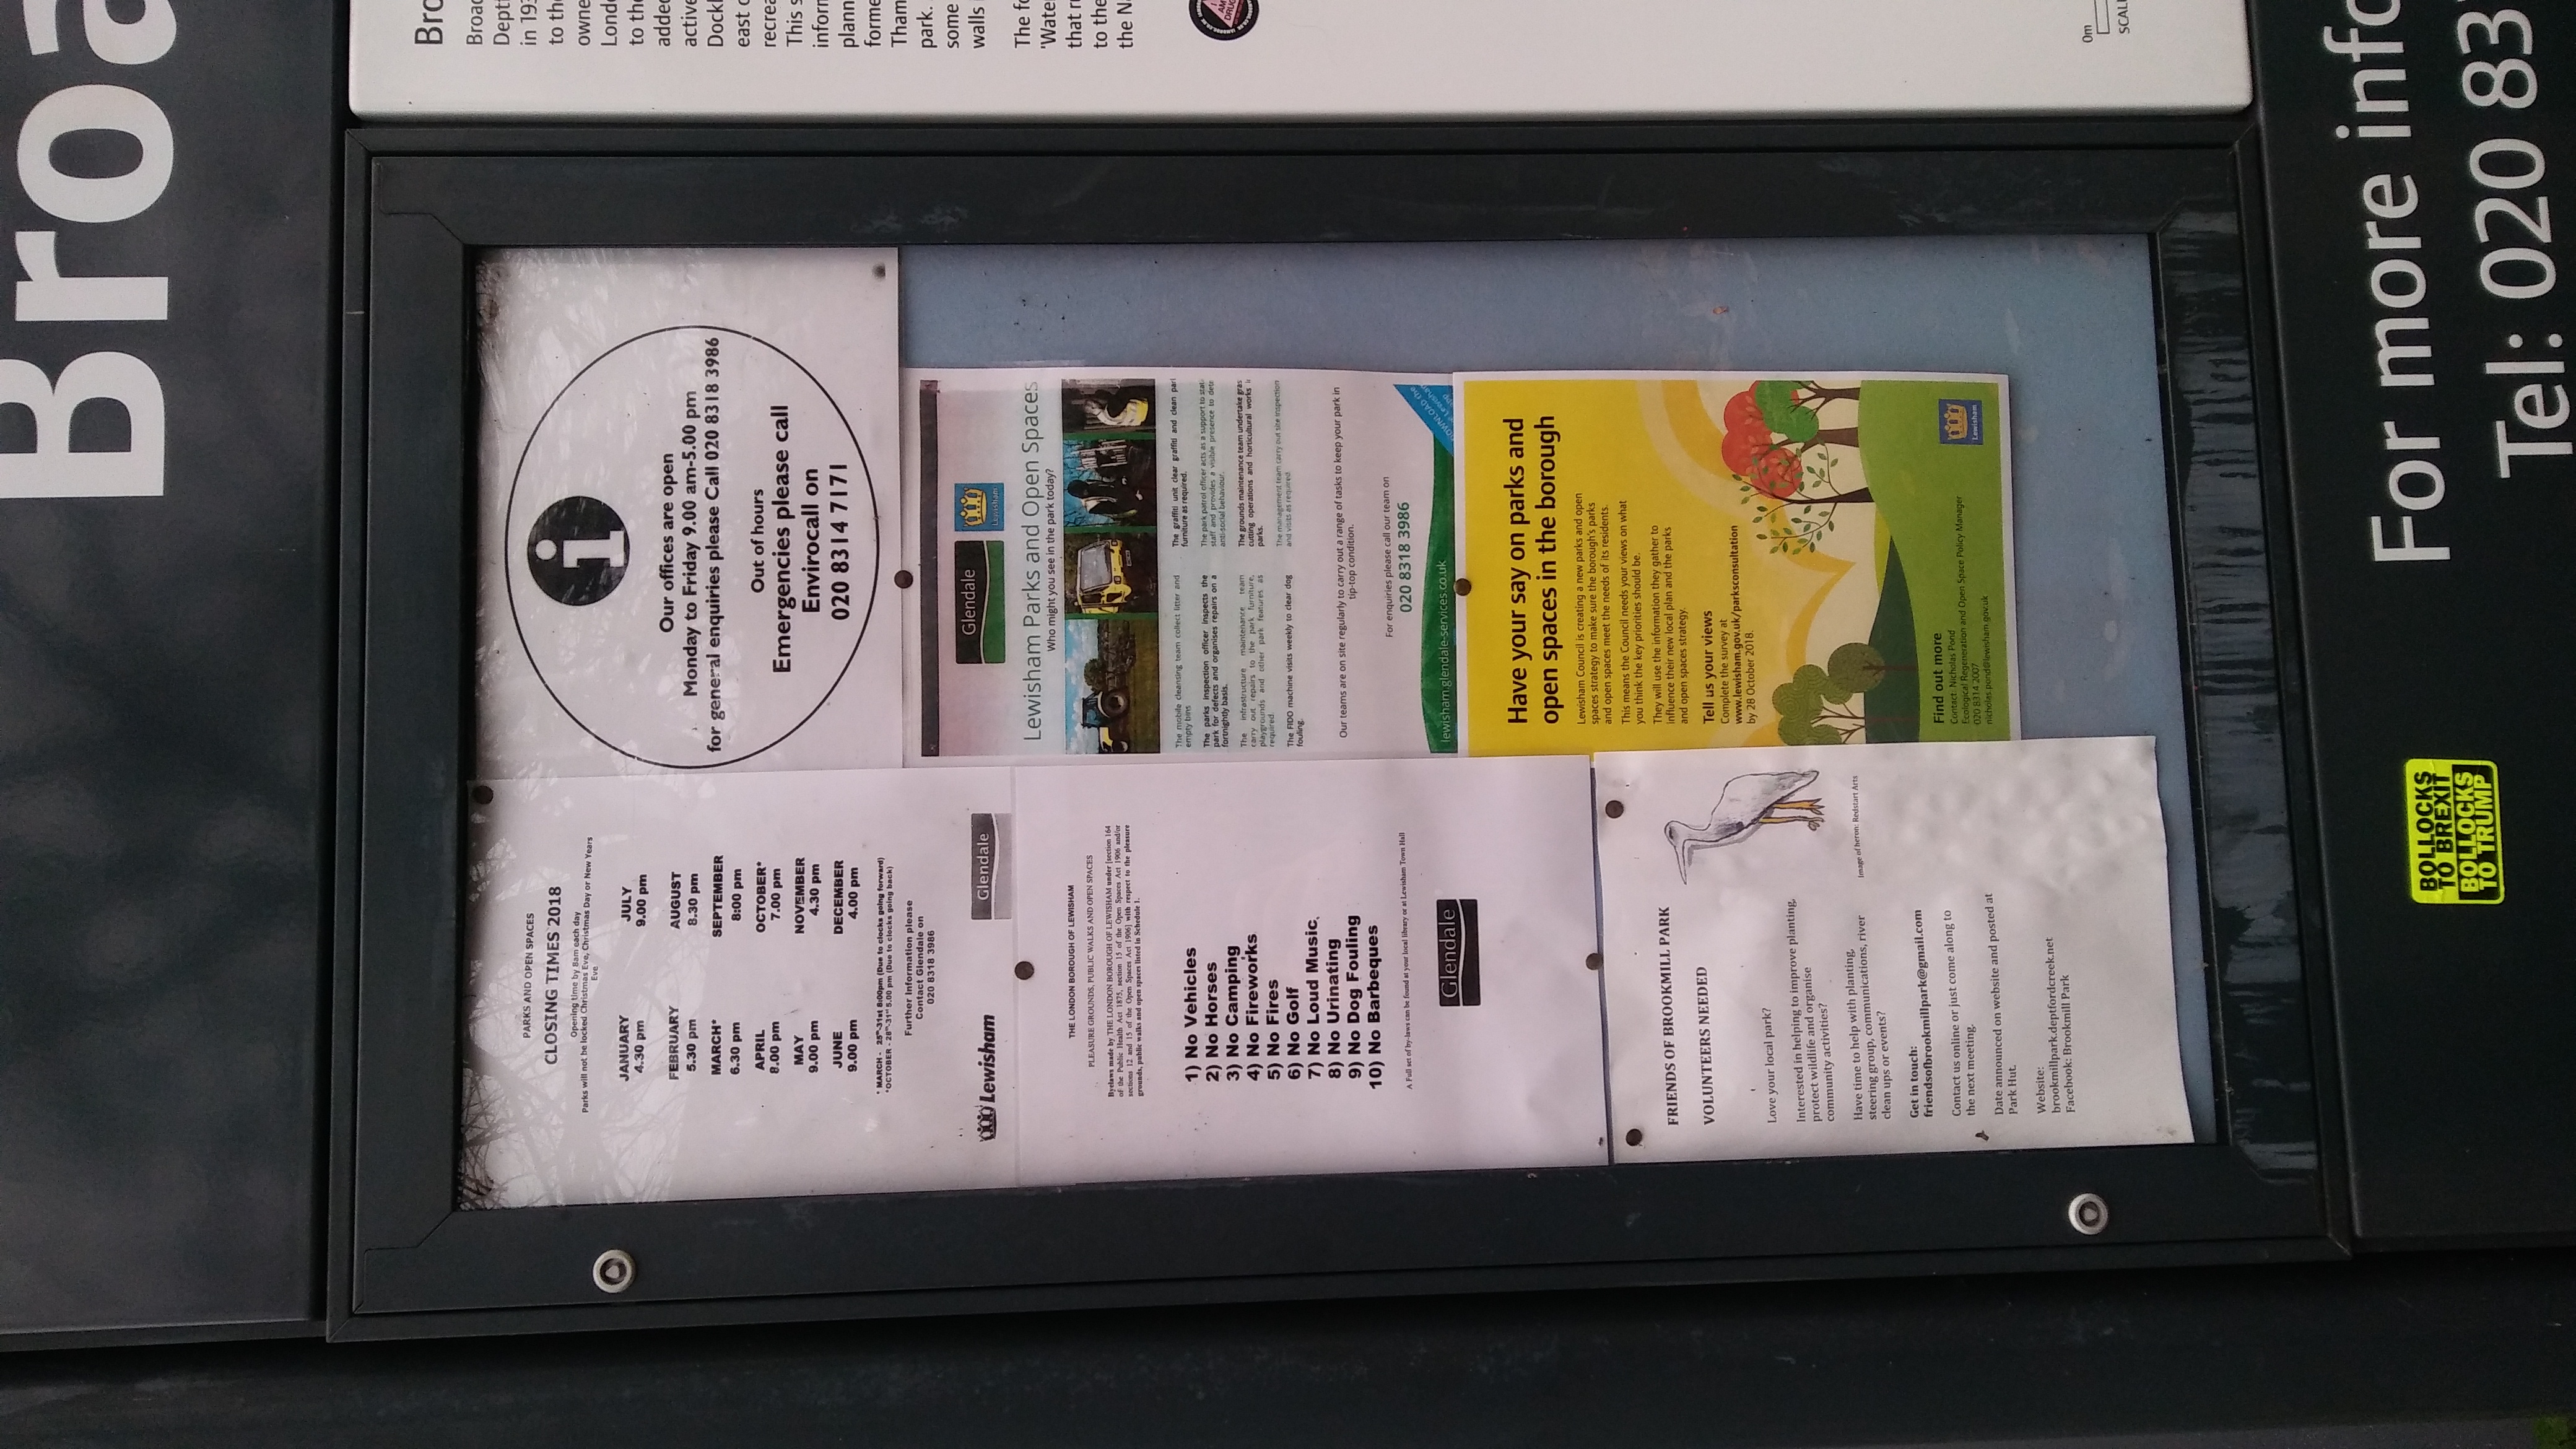 Broa
PARKS AND OPEN SPACES
CLOSING TIMES 2018
Opening time by 8am each day
Parks will not be locked Christmas Eve, Christmas Day or New Years
Eve
JANUARY
4.30 pm
JULY
9.00 pm
FEBRUARY
5.30 pm
AUGUST
8.30 pm
MARCH*
6.30 pm
SEPTEMBER
8:00 pm
APRIL
8.00 pm
OCTOBER*
7.00 pm
MAY
9.00 pm
NOVEMBER
4.30 pm
JUNE
9.00 pm
DECEMBER
4.00 pm
* MARCH - 25th-31st 8:00pm (Due to clocks going forward)
*OCTOBER - 28th-31st 5.00 pm (Due to clocks going back)
Further Information please
Contact Glendale on
020 8318 3986
Lewisham
Glendale
i
Our offices are open
Monday to Friday 9.00 am-5.00 pm
for general enquiries please Call 020 8318 3986
Out of hours
Emergencies please call
Envirocall on
020 8314 7171
THE LONDON BOROUGH OF LEWISHAM
PLEASURE GROUNDS, PUBLIC WALKS AND OPEN SPACES
Byelaws made by THE LONDON BOROUGH OF LEWISHAM under [section 164
of the Public Health Act 1875, section 15 of the Open Spaces Act 1906 and/or
sections 12 and 15 of the Open Spaces Act 1906] with respect to the pleasure
grounds, public walks and open spaces listed in Schedule 1.
1) No Vehicles
2) No Horses
3) No Camping
4) No Fireworks
5) No Fires
6) No Golf
7) No Loud Music
8) No Urinating
9) No Dog Fouling
10) No Barbeques
A Full set of by-laws can be found at your local library or at Lewisham Town Hall
Glendale
Glendale
Lewisham
Lewisham Parks and Open Spaces
Who might you see in the park today?
The mobile cleansing team collect litter and
empty bins
The parks inspection officer inspects the
park for defects and organises repairs on a
fortnightly basis.
The infrastructure maintenance team
carry out repairs to the park furniture,
playgrounds and other park features as
required.
The FIDO machine visits weekly to clear dog
fouling.
The graffiti unit clear graffiti and clean par
furniture as required.
The park patrol officer acts as a support to stat
staff and provides a visible presence to dete
anti-social behaviour.
The grounds maintenance team undertake gras
cutting operations and horticultural works i
parks.
The management team carry out site inspection
and visits as required
Our teams are on site regularly to carry out a range of tasks to keep your park in
tip-top condition.
For enquiries please call our team on
020 8318 3986
lewisham.glendale-services.co.uk
DOWNLOAD the
Lewisham
App
FRIENDS OF BROOKMILL PARK
VOLUNTEERS NEEDED
Love your local park?
Interested in helping to improve planting,
protect wildlife and organise
community activities?
Have time to help with planting,
steering group, communications, river
clean ups or events?
Image of heron: Redstart Arts
Get in touch:
friendsofbrookmillpark@gmail.com
Contact us online or just come along to
the next meeting.
Date announced on website and posted at
Park Hut.
Website:
brookmillpark.deptfordcreek.net
Facebook: Brookmill Park
Have your say on parks and
open spaces in the borough
Lewisham Council is creating a new parks and open
spaces strategy to make sure the borough's parks
and open spaces meet the needs of its residents.
This means the Council needs your views on what
you think the key priorities should be.
They will use the information they gather to
influence their new local plan and the parks
and open spaces strategy.
Tell us your views
Complete the survey at
www.lewisham.gov.uk/parksconsultation
by 28 October 2018.
Find out more
Contact: Nicholas Pond
Ecological Regeneration and Open Space Policy Manager
020 8314 2007
nicholas.pond@lewisham.gov.uk
Lewisham
Bro
Broad
Deptf
in 193
to the
owne
Londo
to the
added
active
Dockl
east o
recrea
This s
inform
plann
forme
Tham
park.
some
walls
The fo
'Wate
that ru
to the
the Na
I
AM
DRUG
0m
SCAL
For more info
Tel: 020 83
BOLLOCKS
TO BREXIT
BOLLOCKS
TO TRUMP